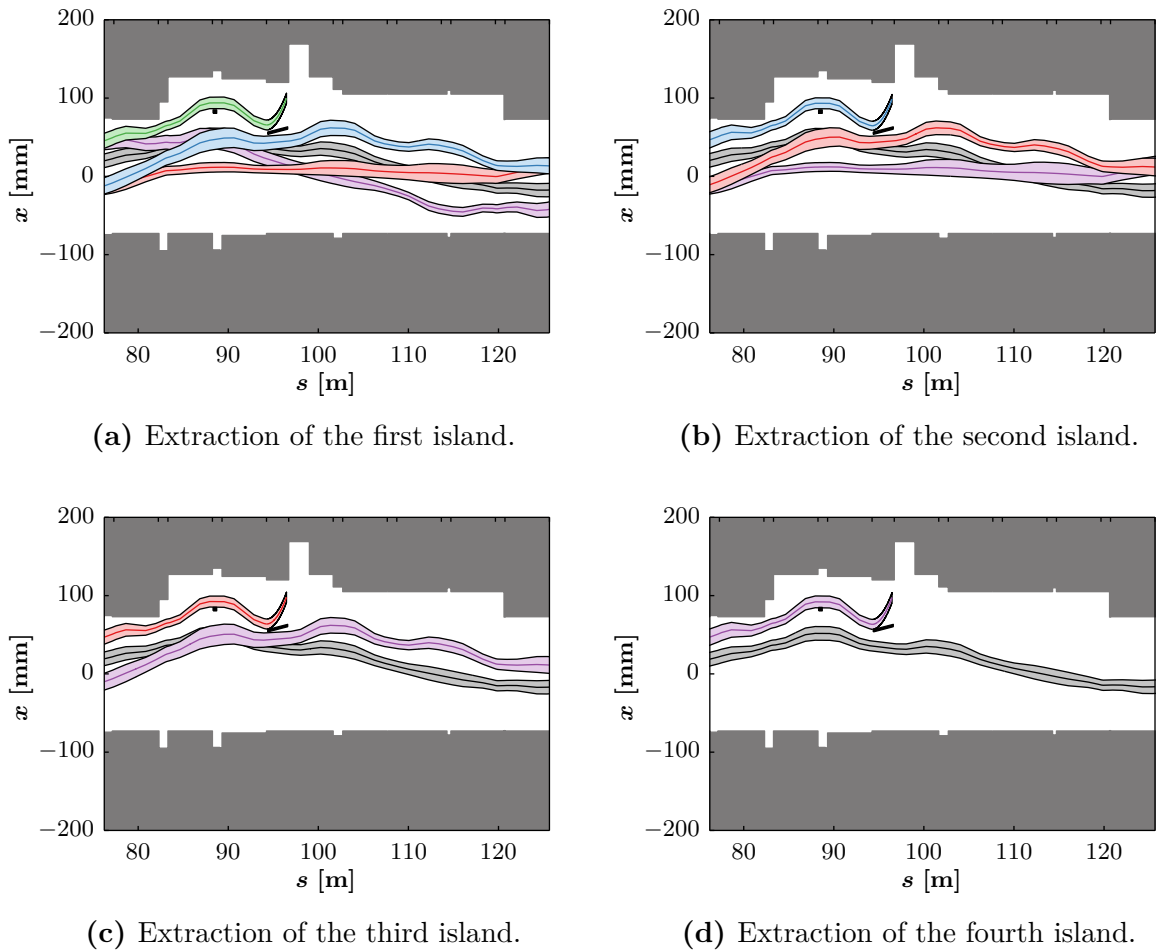 200
100
0
−100
−200
x [mm]
80 90 100 110 120
s [m]
(a) Extraction of the first island.
200
100
0
−100
−200
x [mm]
80 90 100 110 120
s [m]
(b) Extraction of the second island.
200
100
0
−100
−200
x [mm]
80 90 100 110 120
s [m]
(c) Extraction of the third island.
200
100
0
−100
−200
x [mm]
80 90 100 110 120
s [m]
(d) Extraction of the fourth island.